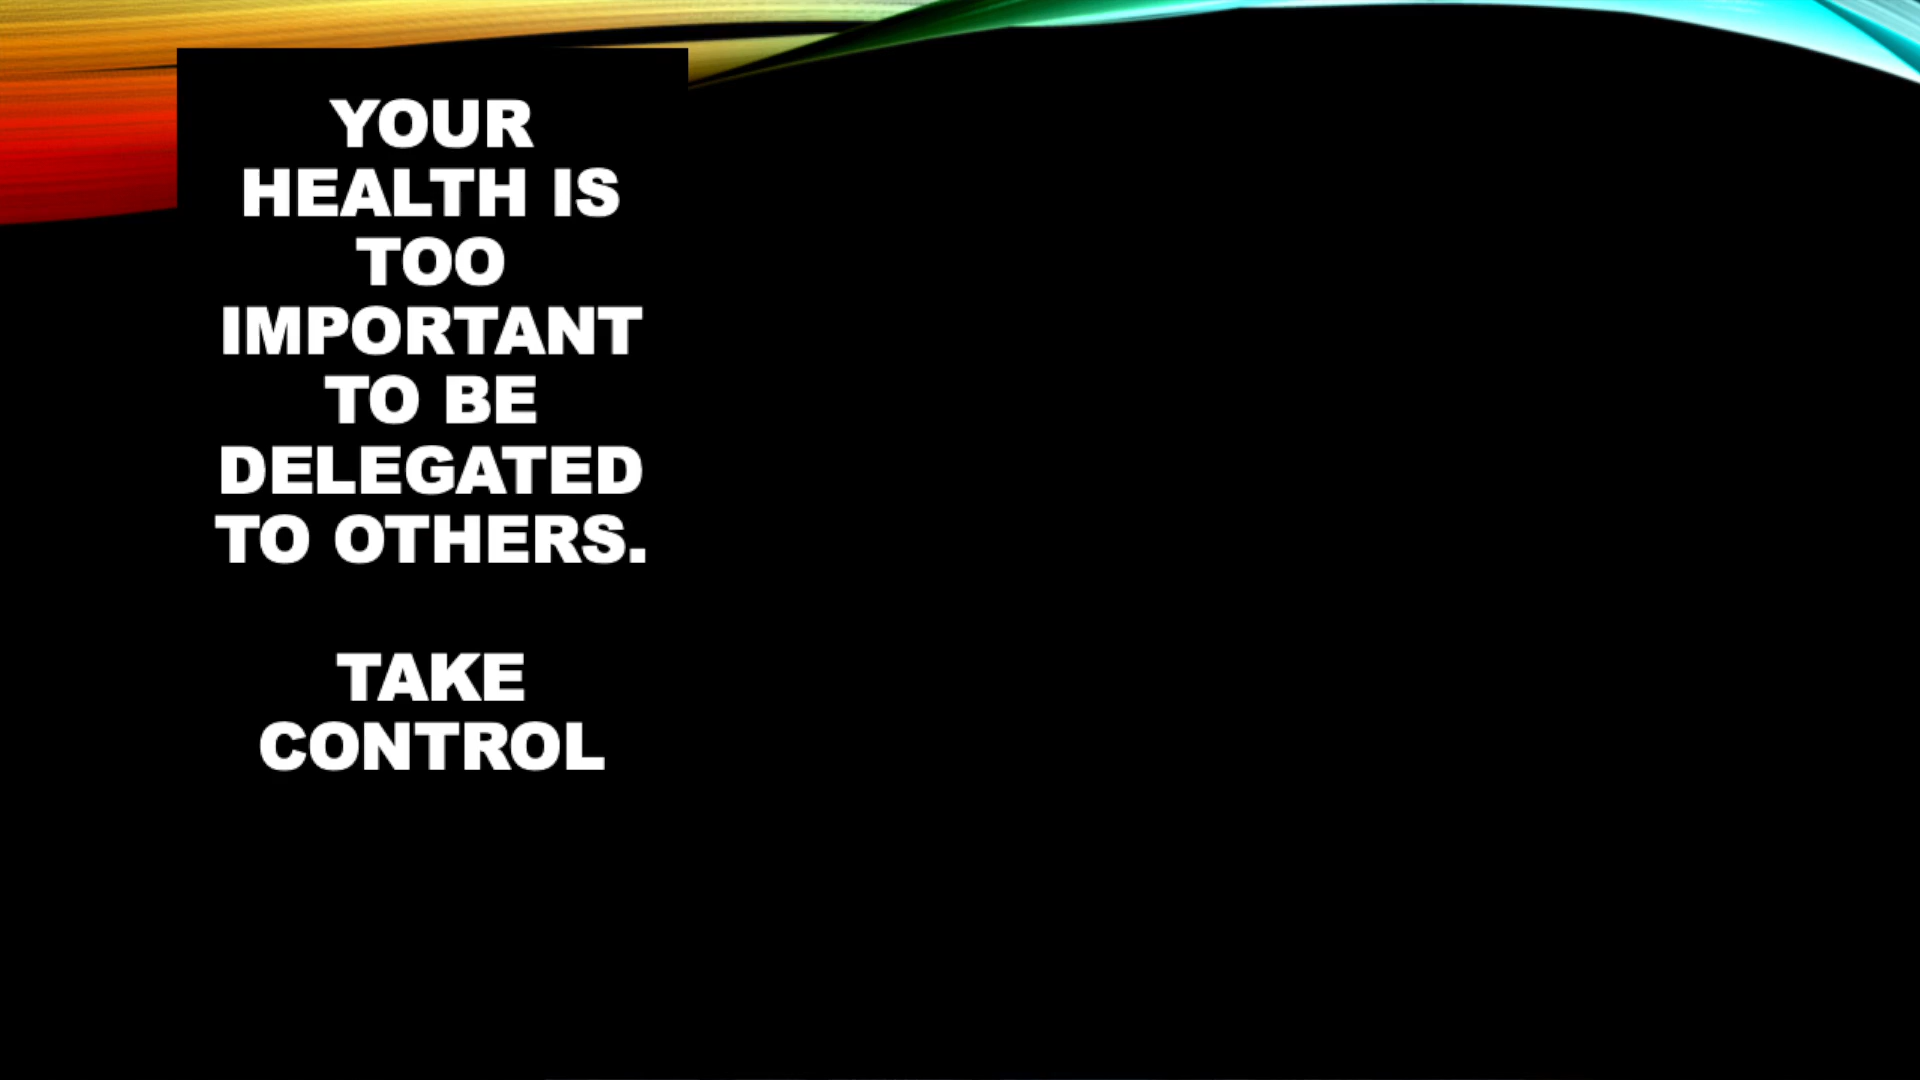 YOUR
HEALTH IS
TOO
IMPORTANT
TO BE
DELEGATED
TO OTHERS.
TAKE
CONTROL